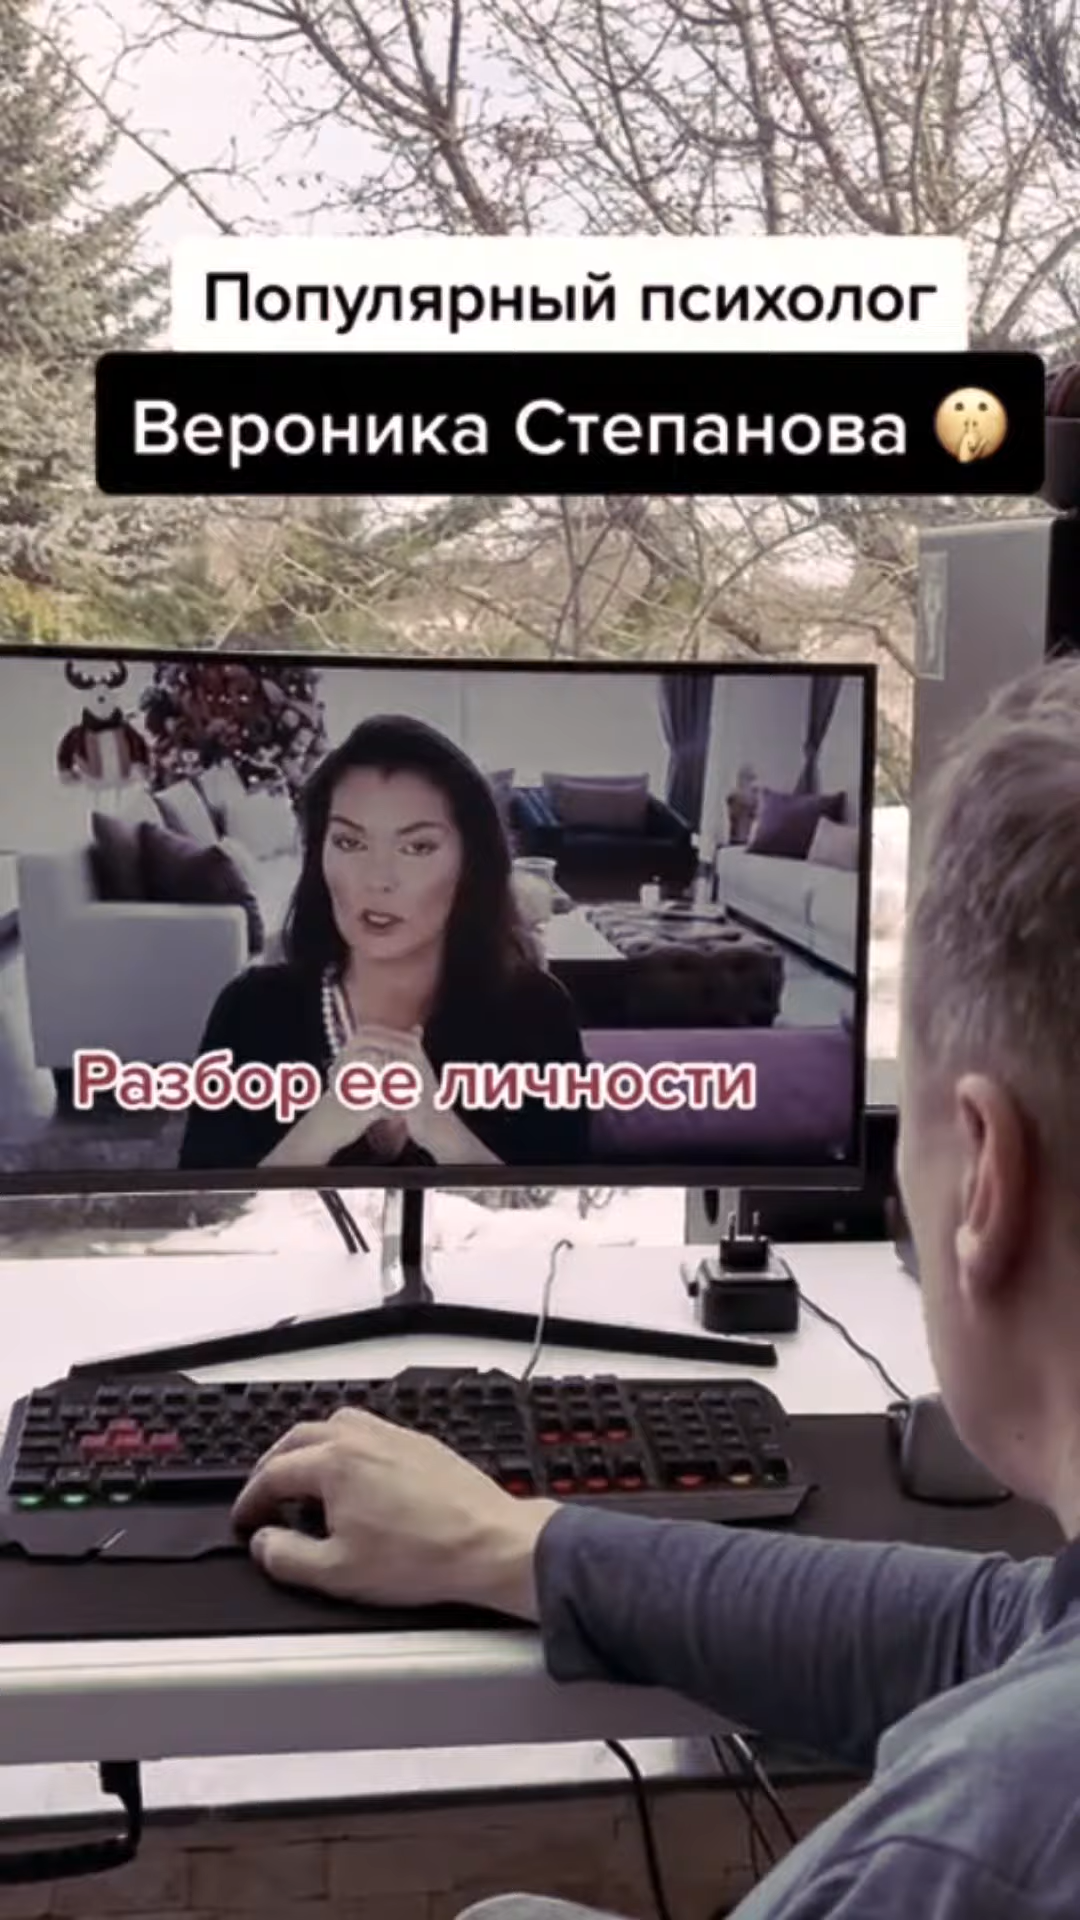 Популярный психолог
Вероника Степанова 🤫
Разбор ее личности